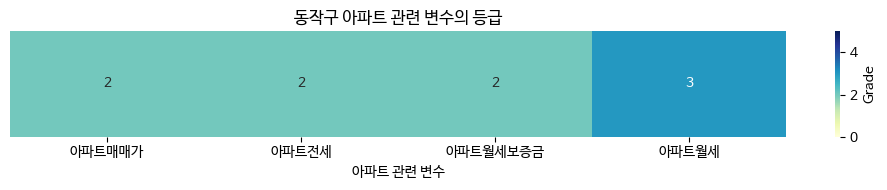 동작구 아파트 관련 변수의 등급
2 2 2 3
아파트매매가 아파트전세 아파트월세보증금 아파트월세
아파트 관련 변수
4
2
0
Grade